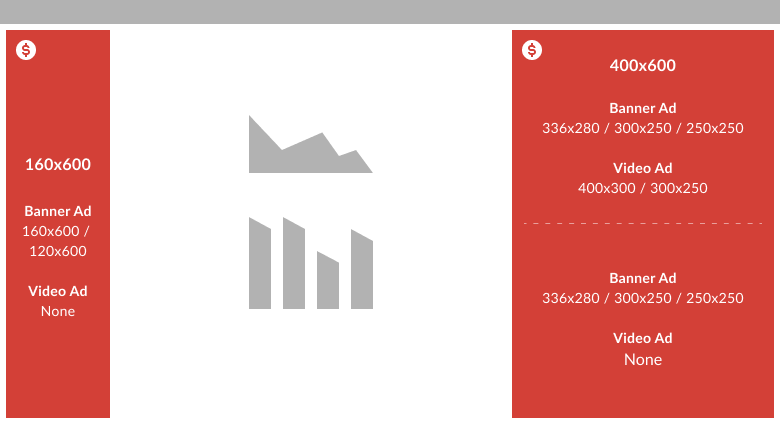 $
160x600
Banner Ad
160x600 /
120x600
Video Ad
None
$
400x600
Banner Ad
336x280 / 300x250 / 250x250
Video Ad
400x300 / 300x250
Banner Ad
336x280 / 300x250 / 250x250
Video Ad
None